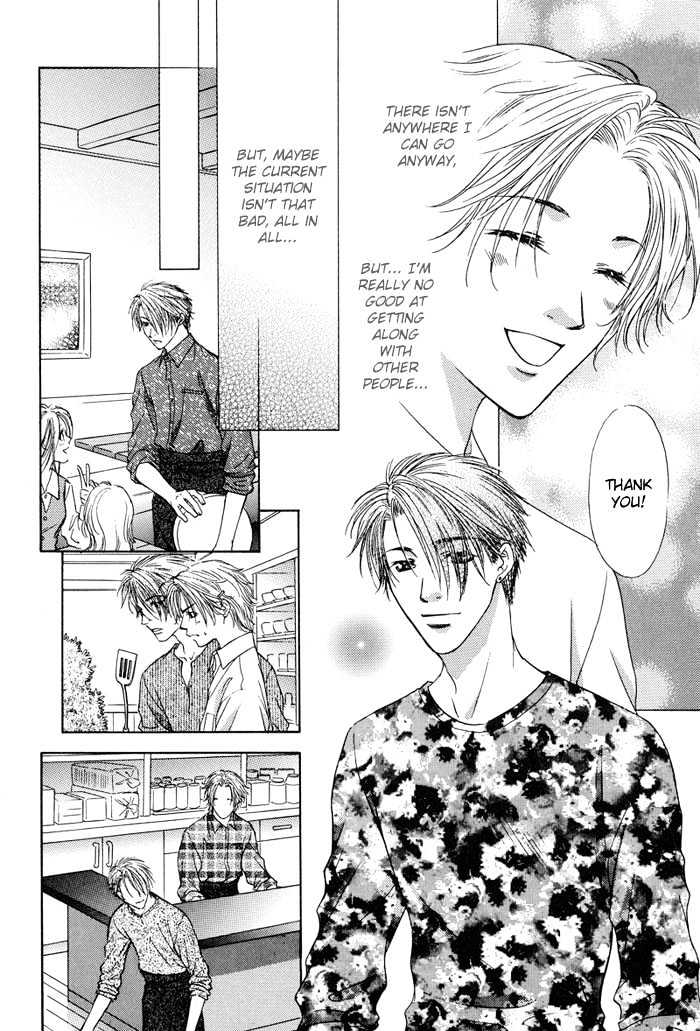 THERE ISN'T
ANYWHERE I
CAN GO
ANYWAY,
BUT... I'M
REALLY NO
GOOD AT
GETTING
ALONG
WITH
OTHER
PEOPLE...
THANK
YOU!
BUT, MAYBE
THE CURRENT
SITUATION
ISN'T THAT
BAD, ALL IN
ALL...